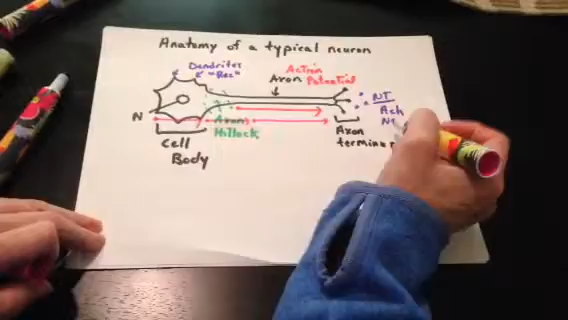 Anatomy of a typical neuron
Dendrites
"Rec"
Action
Potential
Axon
NT
Ach
N
Axon
Hillock
Cell
Body
Axon